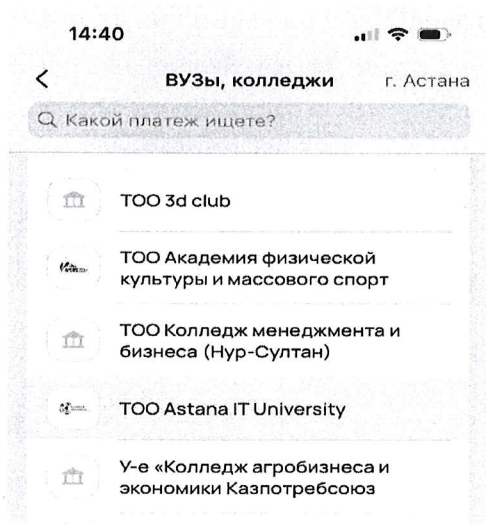 14:40
ВУЗы, колледжи г. Астана
Какой платеж ищете?
ТОО 3d club
ТОО Академия физической
культуры и массового спорт
ТОО Колледж менеджмента и
бизнеса (Нур-Султан)
ТОО Astana IT University
У-е «Колледж агробизнеса и
экономики Казпотребсоюз